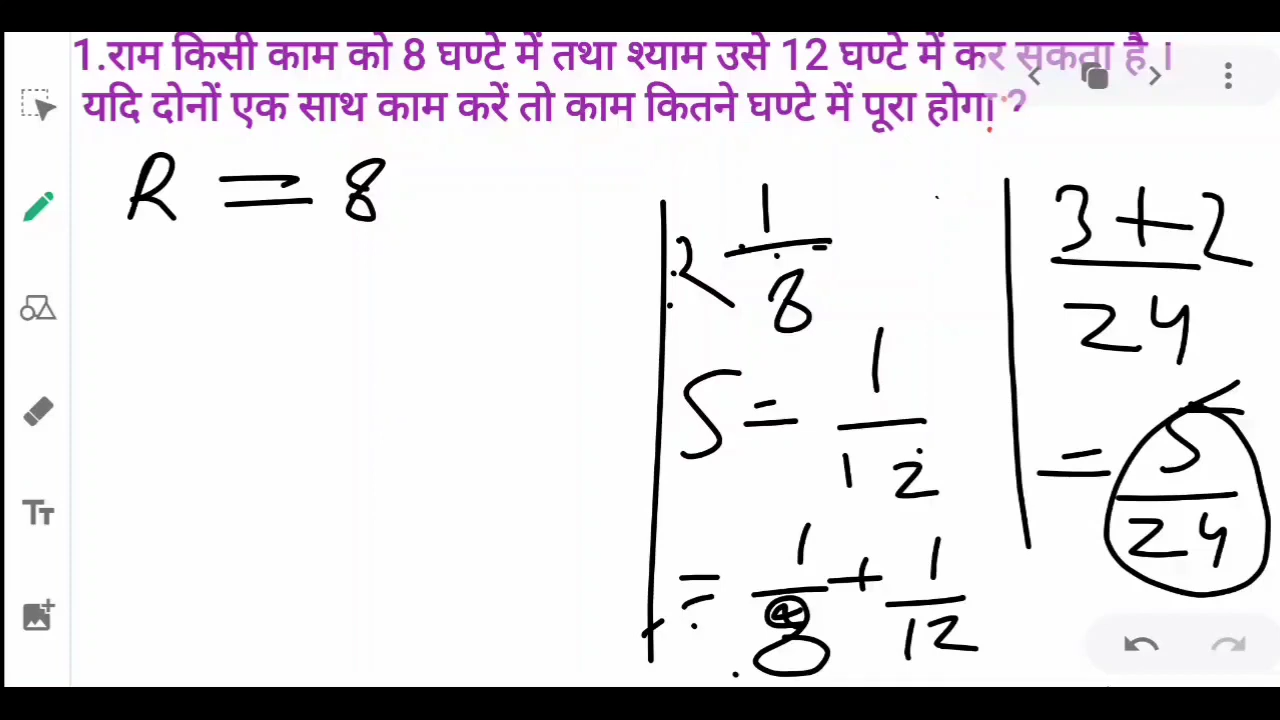 1.राम किसी काम को 8 घण्टे में तथा श्याम उसे 12 घण्टे में कर सकता है ।
यदि दोनों एक साथ काम करें तो काम कितने घण्टे में पूरा होगा ?
R = 8
R 1/8
S = 1/12
= 1/8 + 1/12
3+2/24
= 5/24
TT